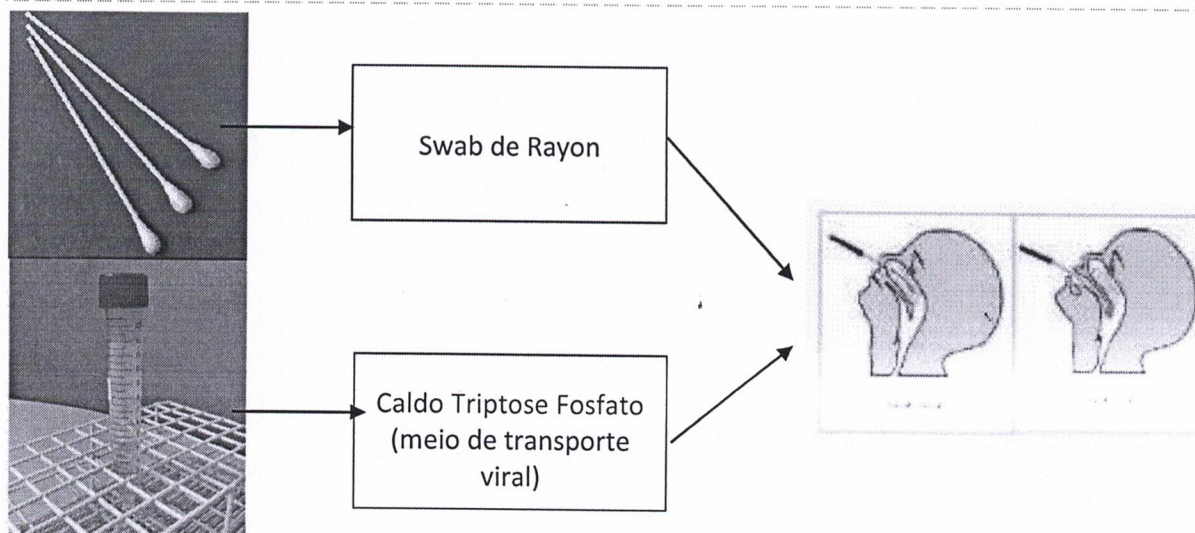 Swab de Rayon
Caldo Triptose Fosfato
(meio de transporte
viral)